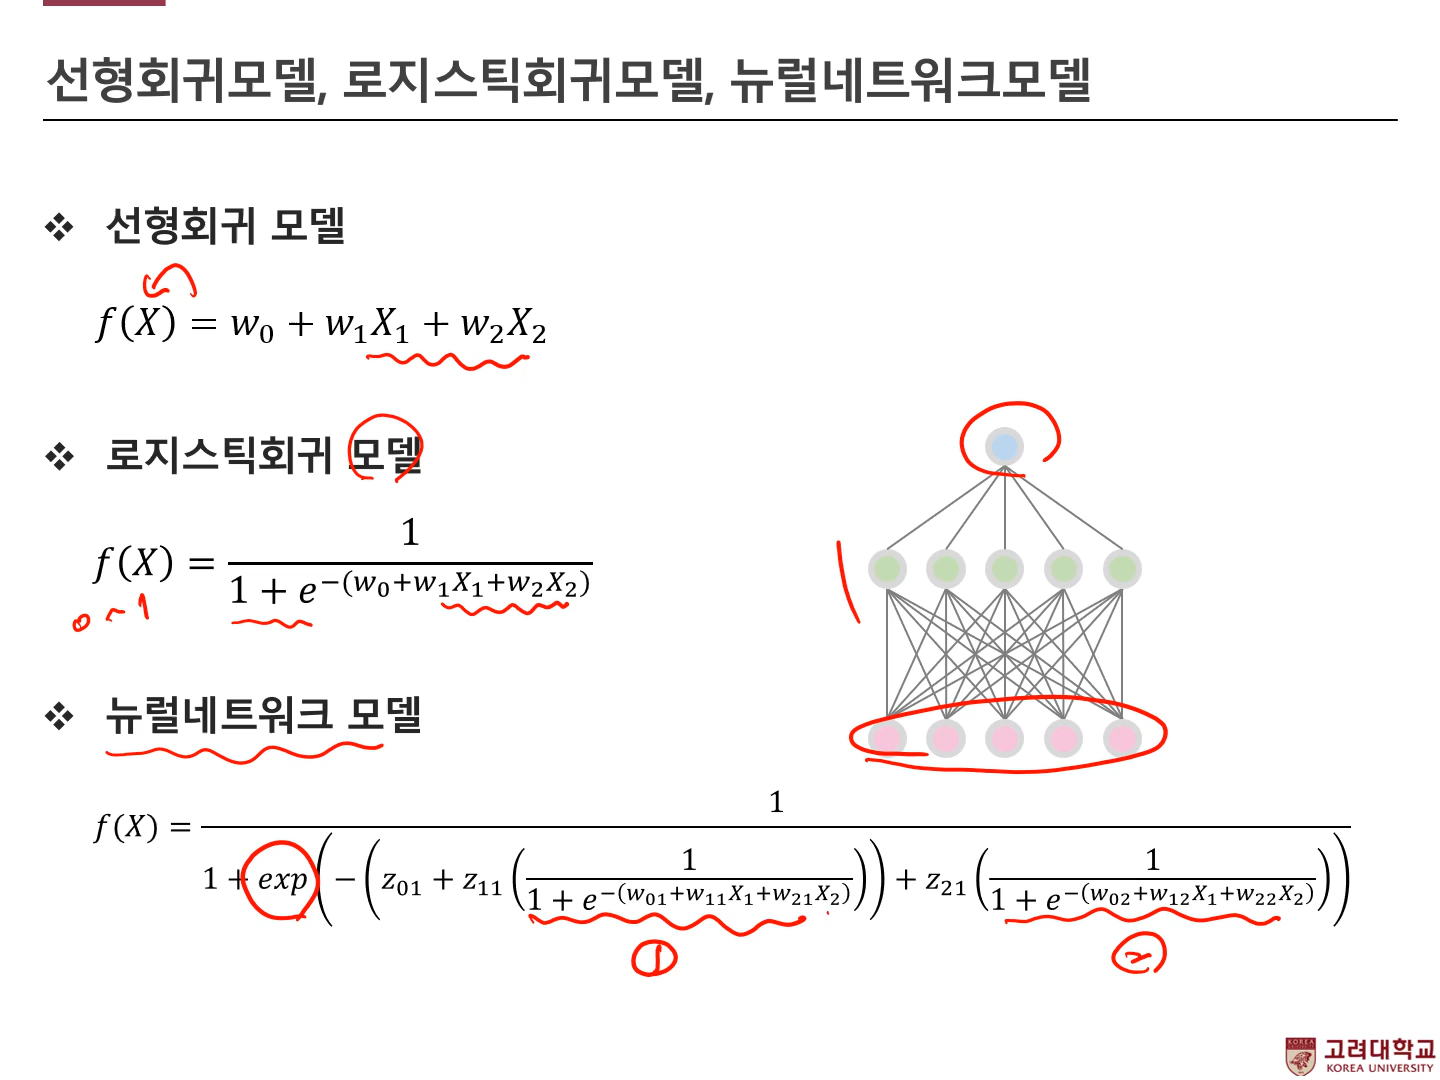 선형회귀모델, 로지스틱회귀모델, 뉴럴네트워크모델
❖ 선형회귀 모델
f(X) = w₀ + w₁X₁ + w₂X₂
❖ 로지스틱회귀 모델
f(X) = 1 / (1 + e^−(w₀+w₁X₁+w₂X₂))
0 ~ 1
❖ 뉴럴네트워크 모델
f(X) = 1 / (1 + exp(−(z₀₁ + z₁₁(1 / (1 + e^−(w₀₁+w₁₁X₁+w₂₁X₂)))) + z₂₁(1 / (1 + e^−(w₀₂+w₁₂X₁+w₂₂X₂)))))
① ②
고려대학교
KOREA UNIVERSITY